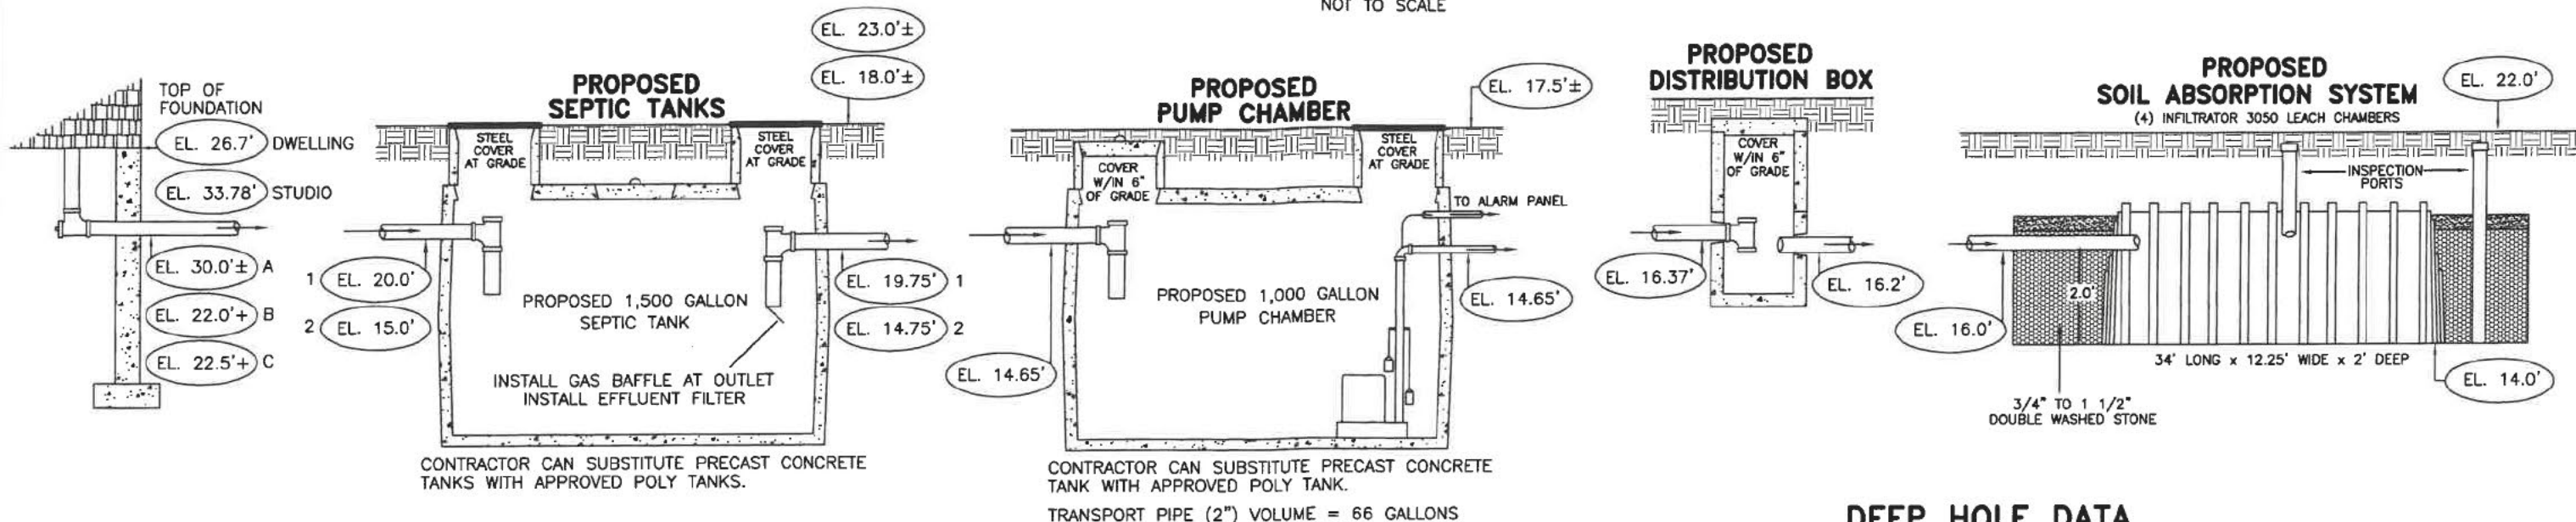 NOT TO SCALE
TOP OF
FOUNDATION
EL. 26.7' DWELLING
EL. 33.78' STUDIO
EL. 30.0'± A
EL. 22.0'+ B
EL. 22.5'+ C
PROPOSED
SEPTIC TANKS
EL. 23.0'±
EL. 18.0'±
STEEL
COVER
AT GRADE
STEEL
COVER
AT GRADE
1 EL. 20.0'
2 EL. 15.0'
PROPOSED 1,500 GALLON
SEPTIC TANK
EL. 19.75' 1
EL. 14.75' 2
INSTALL GAS BAFFLE AT OUTLET
INSTALL EFFLUENT FILTER
CONTRACTOR CAN SUBSTITUTE PRECAST CONCRETE
TANKS WITH APPROVED POLY TANKS.
PROPOSED
PUMP CHAMBER
EL. 17.5'±
COVER
W/IN 6"
OF GRADE
STEEL
COVER
AT GRADE
TO ALARM PANEL
EL. 14.65'
PROPOSED 1,000 GALLON
PUMP CHAMBER
EL. 14.65'
CONTRACTOR CAN SUBSTITUTE PRECAST CONCRETE
TANK WITH APPROVED POLY TANK.
TRANSPORT PIPE (2") VOLUME = 66 GALLONS
PROPOSED
DISTRIBUTION BOX
COVER
W/IN 6"
OF GRADE
EL. 16.37'
EL. 16.2'
PROPOSED
SOIL ABSORPTION SYSTEM
(4) INFILTRATOR 3050 LEACH CHAMBERS
EL. 22.0'
INSPECTION
PORTS
2.0'
EL. 16.0'
34' LONG x 12.25' WIDE x 2' DEEP
EL. 14.0'
3/4" TO 1 1/2"
DOUBLE WASHED STONE
DEEP HOLE DATA